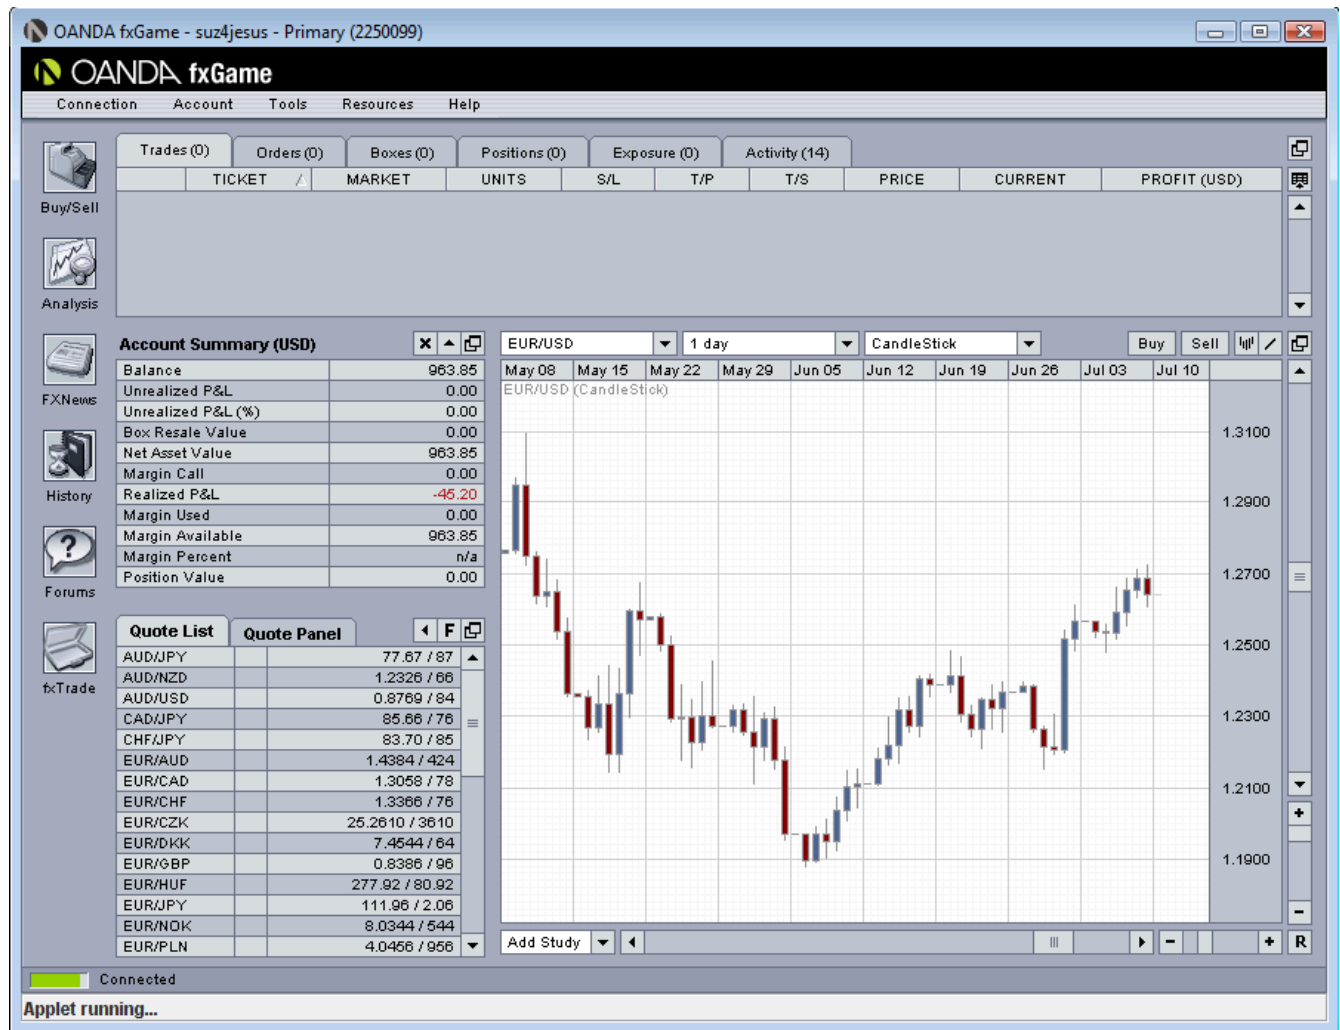 OANDA fxGame - suz4jesus - Primary (2250099)
OANDA fxGame
Connection Account Tools Resources Help
Trades (0) Orders (0) Boxes (0) Positions (0) Exposure (0) Activity (14)
TICKET MARKET UNITS S/L T/P T/S PRICE CURRENT PROFIT (USD)
Buy/Sell
Analysis
FXNews
History
Forums
fxTrade
Account Summary (USD)
Balance 963.85
Unrealized P&L 0.00
Unrealized P&L (%) 0.00
Box Resale Value 0.00
Net Asset Value 963.85
Margin Call 0.00
Realized P&L -45.20
Margin Used 0.00
Margin Available 963.85
Margin Percent n/a
Position Value 0.00
Quote List Quote Panel F
AUD/JPY 77.67 / 87
AUD/NZD 1.2326 / 66
AUD/USD 0.8769 / 84
CAD/JPY 85.66 / 76
CHF/JPY 83.70 / 85
EUR/AUD 1.4384 / 424
EUR/CAD 1.3058 / 78
EUR/CHF 1.3366 / 76
EUR/CZK 25.2610 / 3610
EUR/DKK 7.4544 / 64
EUR/GBP 0.8386 / 96
EUR/HUF 277.92 / 80.92
EUR/JPY 111.96 / 2.06
EUR/NOK 8.0344 / 544
EUR/PLN 4.0456 / 956
EUR/USD 1 day CandleStick Buy Sell
May 08 May 15 May 22 May 29 Jun 05 Jun 12 Jun 19 Jun 26 Jul 03 Jul 10
EUR/USD (CandleStick)
1.3100
1.2900
1.2700
1.2500
1.2300
1.2100
1.1900
Add Study R
Connected
Applet running...